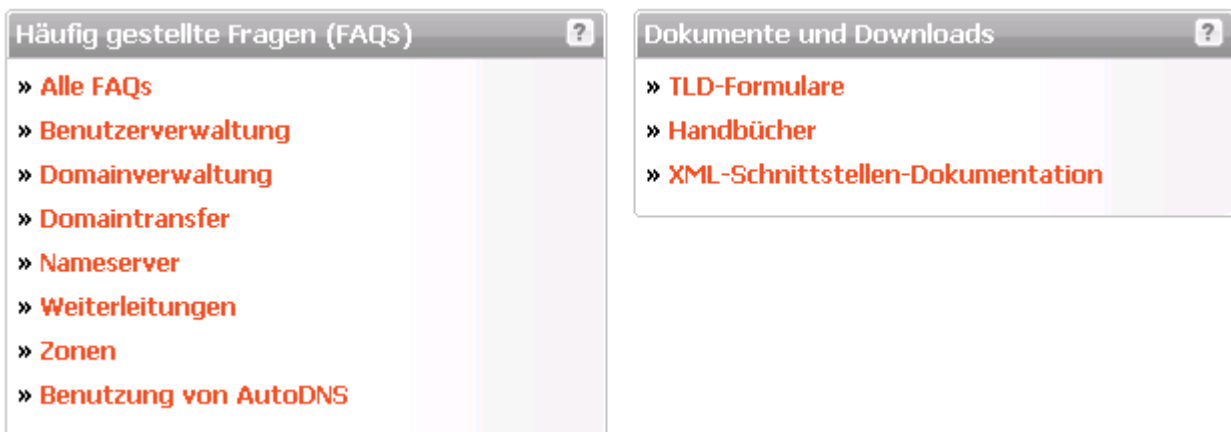 Häufig gestellte Fragen (FAQs) ?
» Alle FAQs
» Benutzerverwaltung
» Domainverwaltung
» Domaintransfer
» Nameserver
» Weiterleitungen
» Zonen
» Benutzung von AutoDNS
Dokumente und Downloads ?
» TLD-Formulare
» Handbücher
» XML-Schnittstellen-Dokumentation